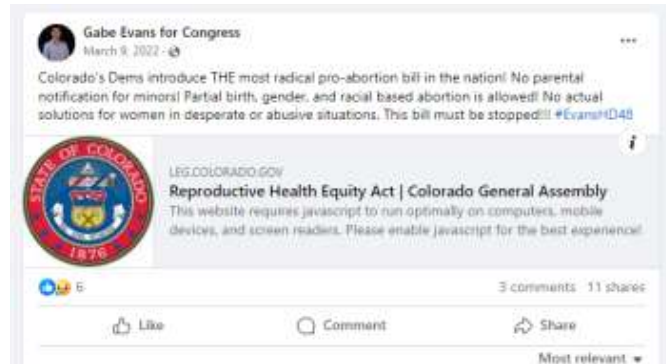 Gabe Evans for Congress
March 9, 2022 ·
Colorado's Dems introduce THE most radical pro-abortion bill in the nation! No parental
notification for minors! Partial birth, gender, and racial based abortion is allowed! No actual
solutions for women in desperate or abusive situations. This bill must be stopped!!! #EvansHD48
STATE OF COLORADO
1876
LEG.COLORADO.GOV
Reproductive Health Equity Act | Colorado General Assembly
This website requires javascript to run optimally on computers, mobile
devices, and screen readers. Please enable javascript for the best experience!
6
3 comments 11 shares
Like Comment Share
Most relevant